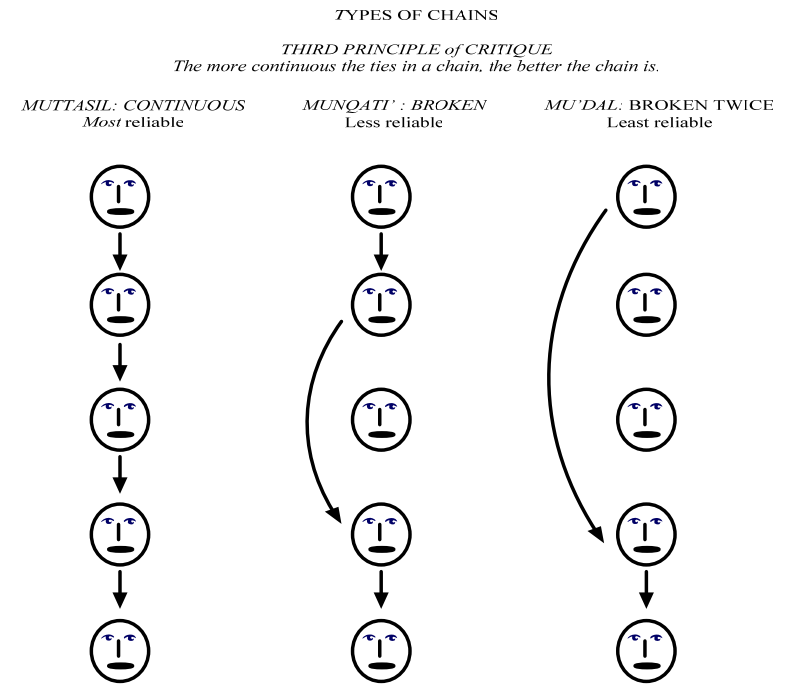 TYPES OF CHAINS
THIRD PRINCIPLE of CRITIQUE
The more continuous the ties in a chain, the better the chain is.
MUTTASIL: CONTINUOUS
Most reliable
MUNQATI' : BROKEN
Less reliable
MU'DAL: BROKEN TWICE
Least reliable